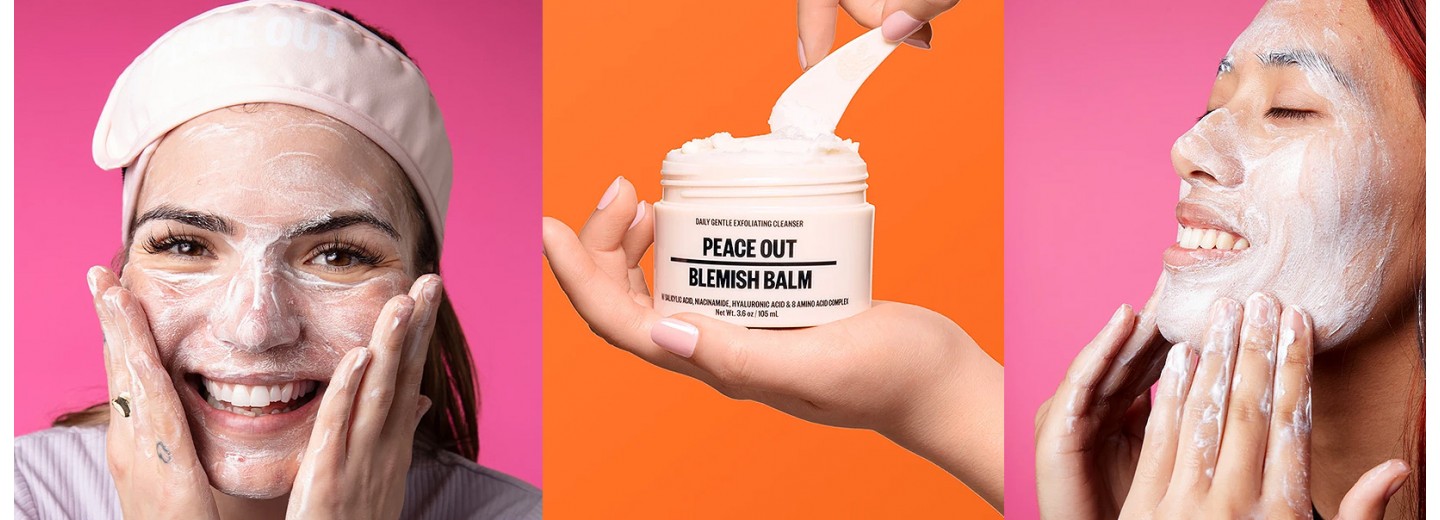 CE OUT
DAILY GENTLE EXFOLIATING CLEANSER
PEACE OUT
BLEMISH BALM
W/ SALICYLIC ACID, NIACINAMIDE, HYALURONIC ACID & 8 AMINO ACID COMPLEX
Net Wt. 3.6 oz / 105 mL